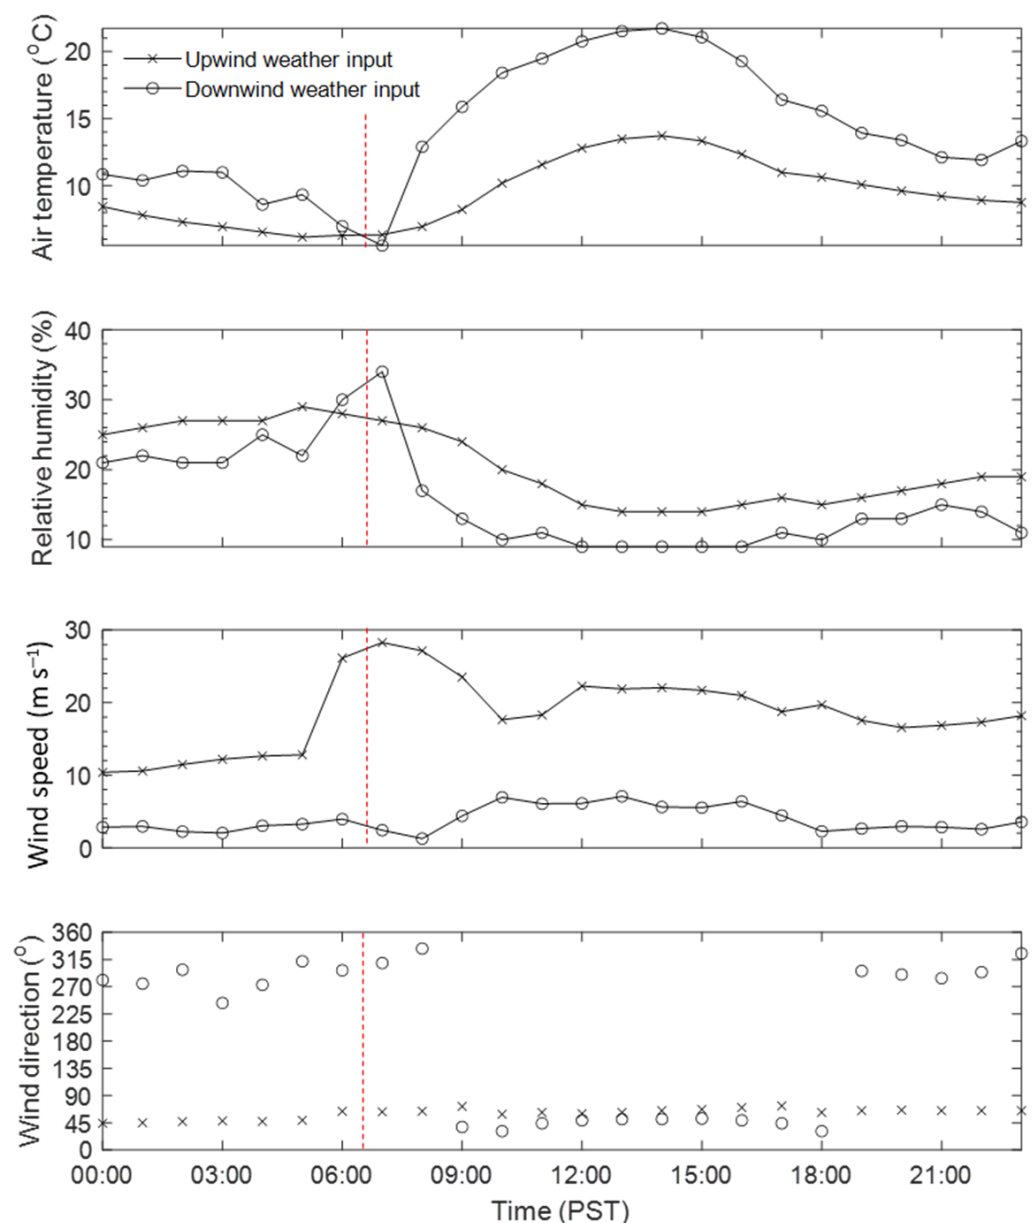 Air temperature (°C)
20
15
10
Upwind weather input
Downwind weather input
Relative humidity (%)
40
30
20
10
Wind speed (m s⁻¹)
30
20
10
0
Wind direction (°)
360
315
270
225
180
135
90
45
0
00:00 03:00 06:00 09:00 12:00 15:00 18:00 21:00
Time (PST)